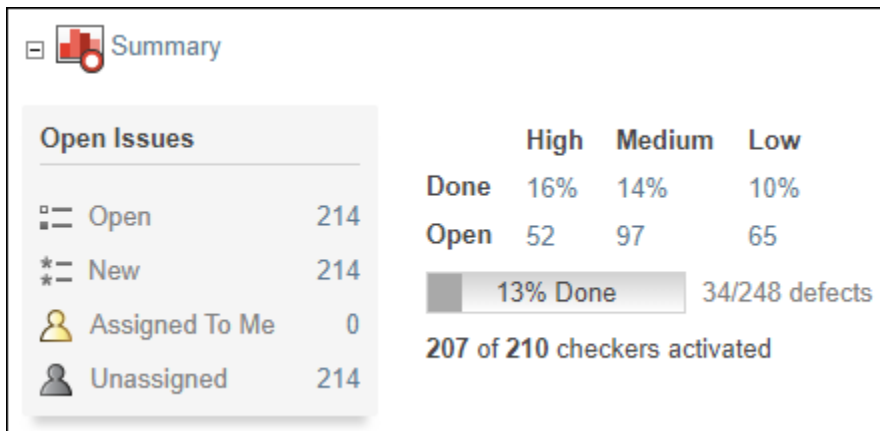 Summary
Open Issues
Open 214
New 214
Assigned To Me 0
Unassigned 214
High Medium Low
Done 16% 14% 10%
Open 52 97 65
13% Done 34/248 defects
207 of 210 checkers activated